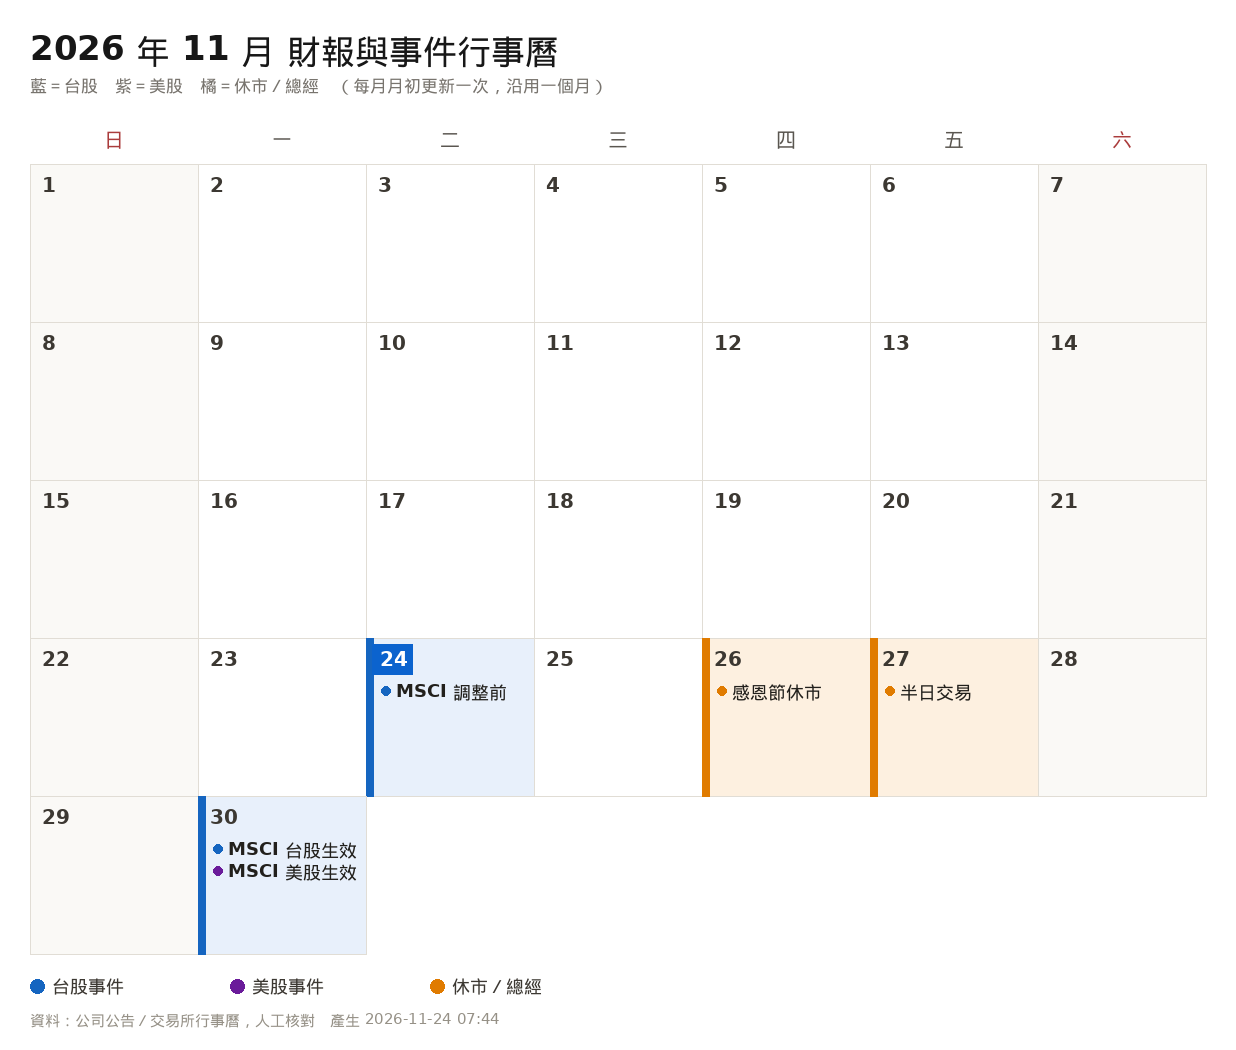 2026 年 11 月 財報與事件行事曆
藍 = 台股　紫 = 美股　橘 = 休市 / 總經　( 每月月初更新一次 , 沿用一個月 )
日 一 二 三 四 五 六
1 2 3 4 5 6 7
8 9 10 11 12 13 14
15 16 17 18 19 20 21
22 23 24 25 26 27 28
MSCI 調整前 感恩節休市 半日交易
29 30
MSCI 台股生效
MSCI 美股生效
台股事件 美股事件 休市 / 總經
資料 : 公司公告 / 交易所行事曆 , 人工核對　產生 2026-11-24 07:44